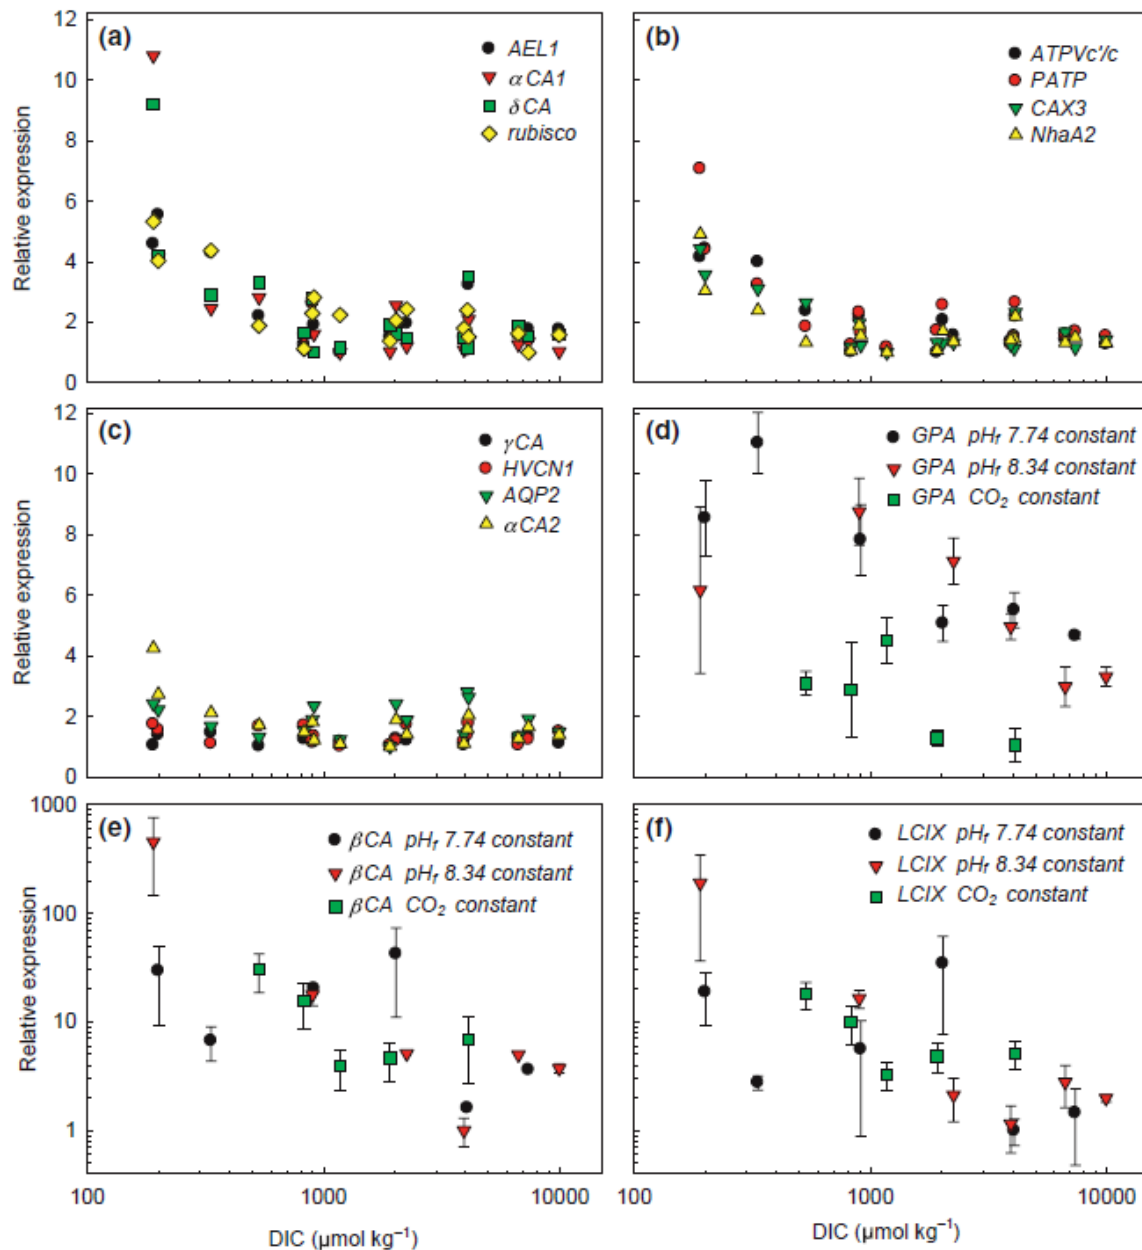 12
10
8
6
4
2
0
Relative expression
(a)
AEL1
αCA1
δCA
rubisco
(b)
ATPVc'/c
PATP
CAX3
NhaA2
12
10
8
6
4
2
0
Relative expression
(c)
γCA
HVCN1
AQP2
αCA2
(d)
GPA pHf 7.74 constant
GPA pHf 8.34 constant
GPA CO₂ constant
1000
100
10
1
Relative expression
(e)
βCA pHf 7.74 constant
βCA pHf 8.34 constant
βCA CO₂ constant
(f)
LCIX pHf 7.74 constant
LCIX pHf 8.34 constant
LCIX CO₂ constant
100 1000 10000
100 1000 10000
DIC (µmol kg⁻¹)
DIC (µmol kg⁻¹)